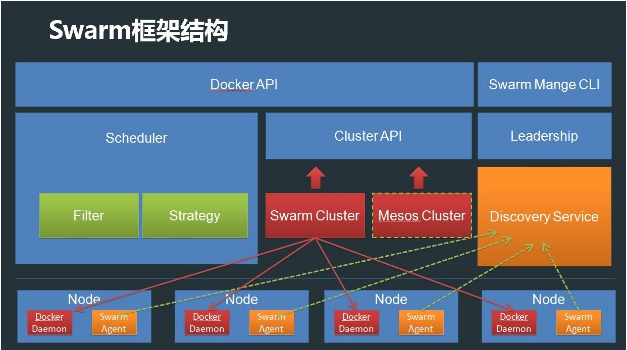 Swarm框架结构
Docker API
Swarm Mange CLI
Scheduler
Cluster API
Leadership
Filter
Strategy
Swarm Cluster
Mesos Cluster
Discovery Service
Node
Docker
Daemon
Swarm
Agent
Node
Docker
Daemon
Swarm
Agent
Node
Docker
Daemon
Swarm
Agent
Node
Docker
Daemon
Swarm
Agent